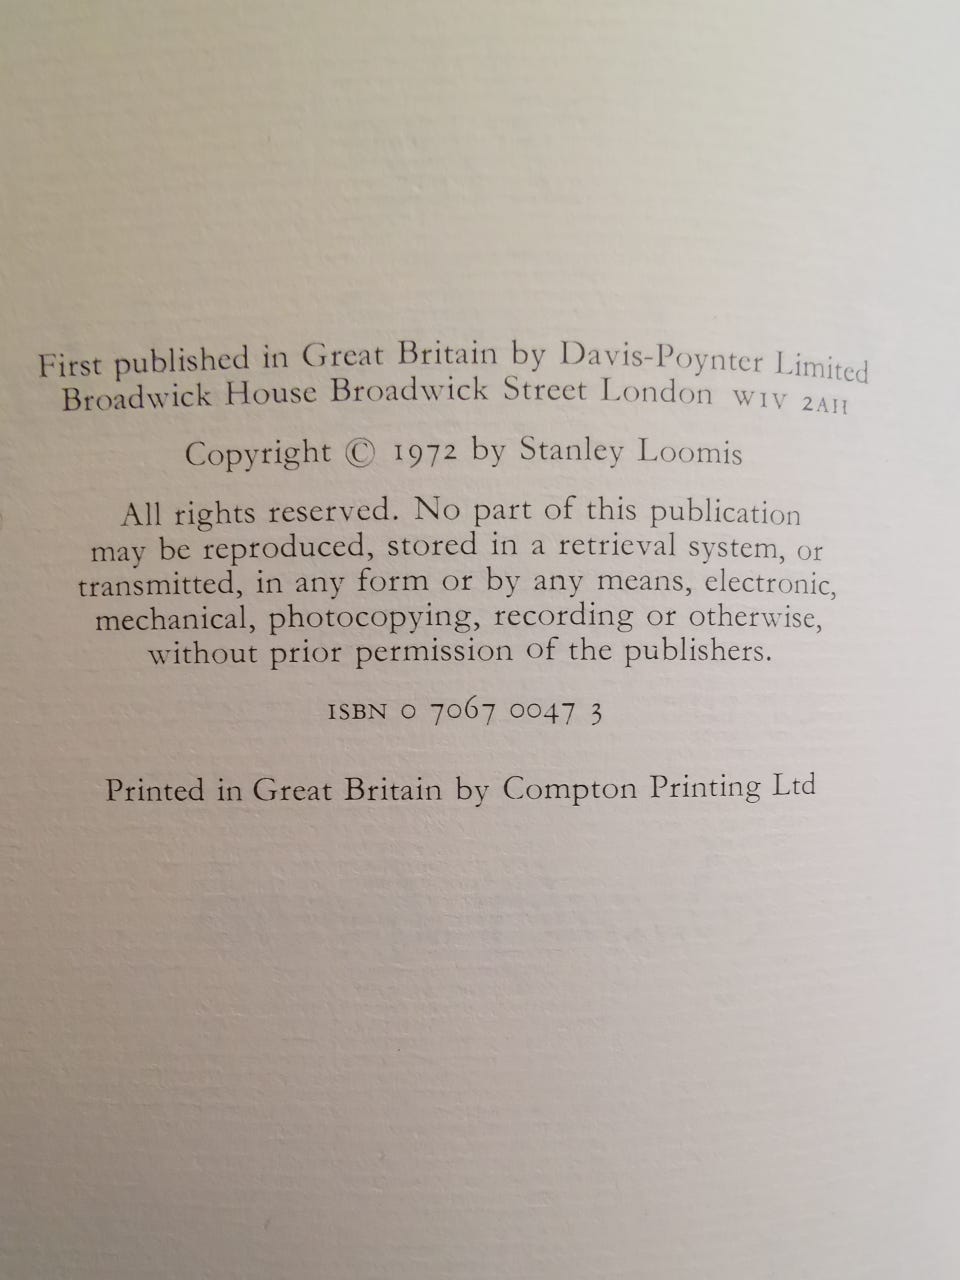 First published in Great Britain by Davis-Poynter Limited
Broadwick House Broadwick Street London W1V 2AH
Copyright © 1972 by Stanley Loomis
All rights reserved. No part of this publication
may be reproduced, stored in a retrieval system, or
transmitted, in any form or by any means, electronic,
mechanical, photocopying, recording or otherwise,
without prior permission of the publishers.
ISBN 0 7067 0047 3
Printed in Great Britain by Compton Printing Ltd